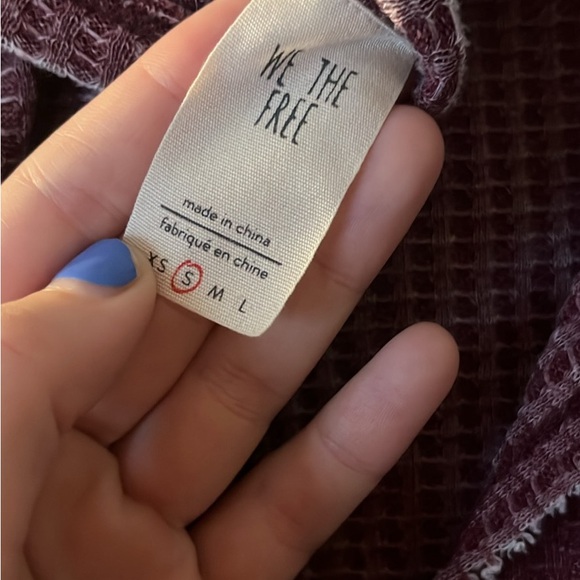 WE THE
FREE
made in china
fabriqué en chine
XS S M L